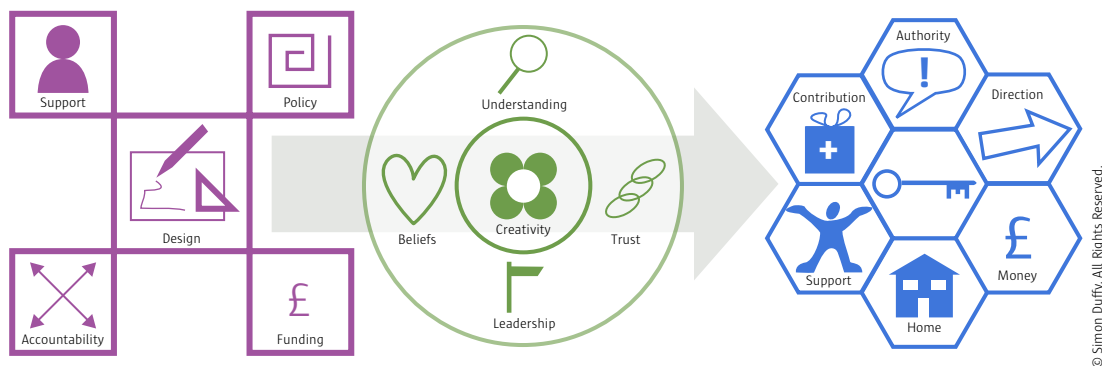 Support
Policy
Design
Accountability
£
Funding
Understanding
Beliefs
Creativity
Trust
Leadership
Authority
!
Contribution
Direction
Support
£
Money
Home
© Simon Duffy. All Rights Reserved.